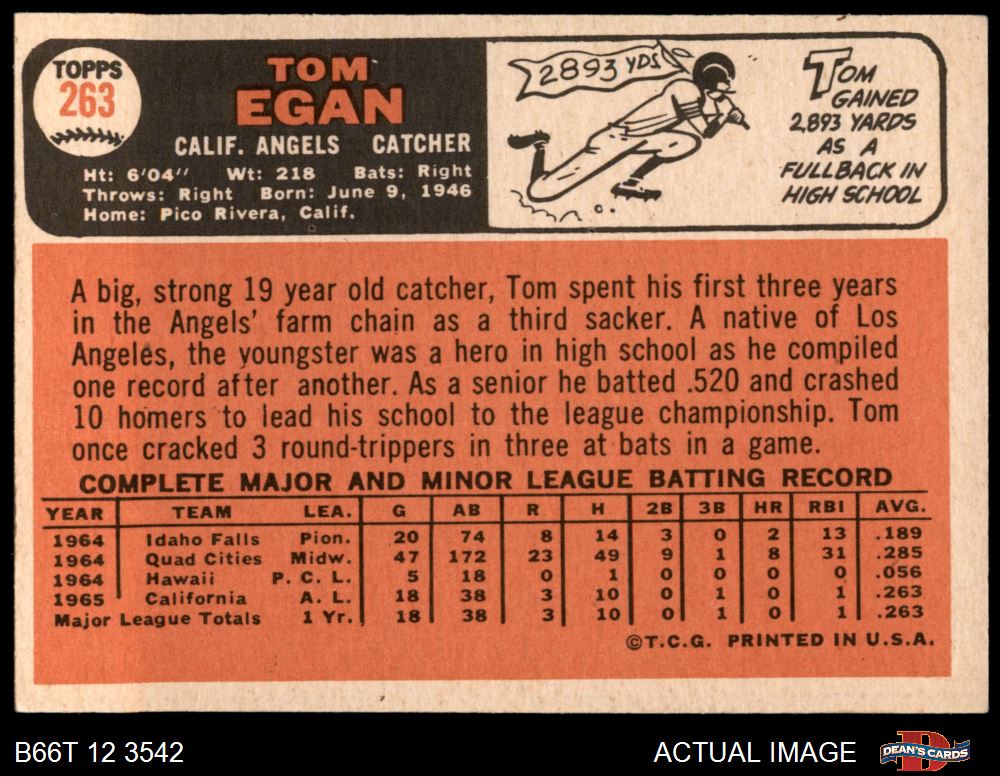 TOPPS
263
TOM
EGAN
CALIF. ANGELS CATCHER
Ht: 6'04" Wt: 218 Bats: Right
Throws: Right Born: June 9, 1946
Home: Pico Rivera, Calif.
2893 YDS
TOM
GAINED
2,893 YARDS
AS A
FULLBACK IN
HIGH SCHOOL
A big, strong 19 year old catcher, Tom spent his first three years
in the Angels' farm chain as a third sacker. A native of Los
Angeles, the youngster was a hero in high school as he compiled
one record after another. As a senior he batted .520 and crashed
10 homers to lead his school to the league championship. Tom
once cracked 3 round-trippers in three at bats in a game.
COMPLETE MAJOR AND MINOR LEAGUE BATTING RECORD
YEAR TEAM LEA. G AB R H 2B 3B HR RBI AVG.
1964 Idaho Falls Pion. 20 74 8 14 3 0 2 13 .189
1964 Quad Cities Midw. 47 172 23 49 9 1 8 31 .285
1964 Hawaii P. C. L. 5 18 0 1 0 0 0 0 .056
1965 California A. L. 18 38 3 10 0 1 0 1 .263
Major League Totals 1 Yr. 18 38 3 10 0 1 0 1 .263
©T.C.G. PRINTED IN U.S.A.
B66T 12 3542
ACTUAL IMAGE
D
DEAN'S CARDS